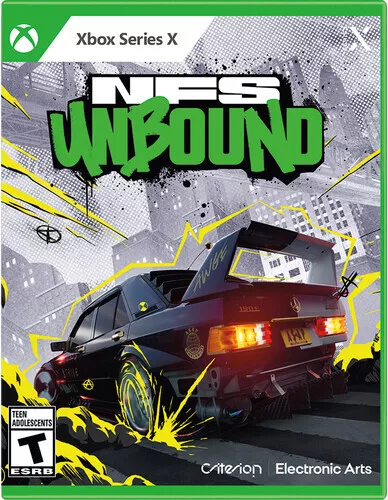 Xbox Series X
NFS
UNBOUND
TEEN
ADOLESCENTS
T
ESRB
Criterion
Electronic Arts